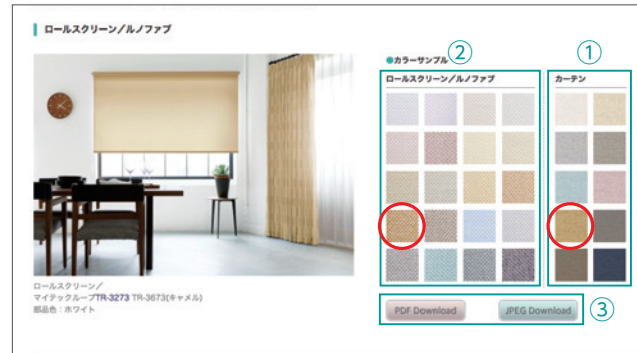 ロールスクリーン／ルノファブ
●カラーサンプル
②
①
ロールスクリーン／ルノファブ
カーテン
ロールスクリーン／
マイテックループTR-3273 TR-3673(キャメル)
部品色：ホワイト
PDF Download
JPEG Download
③